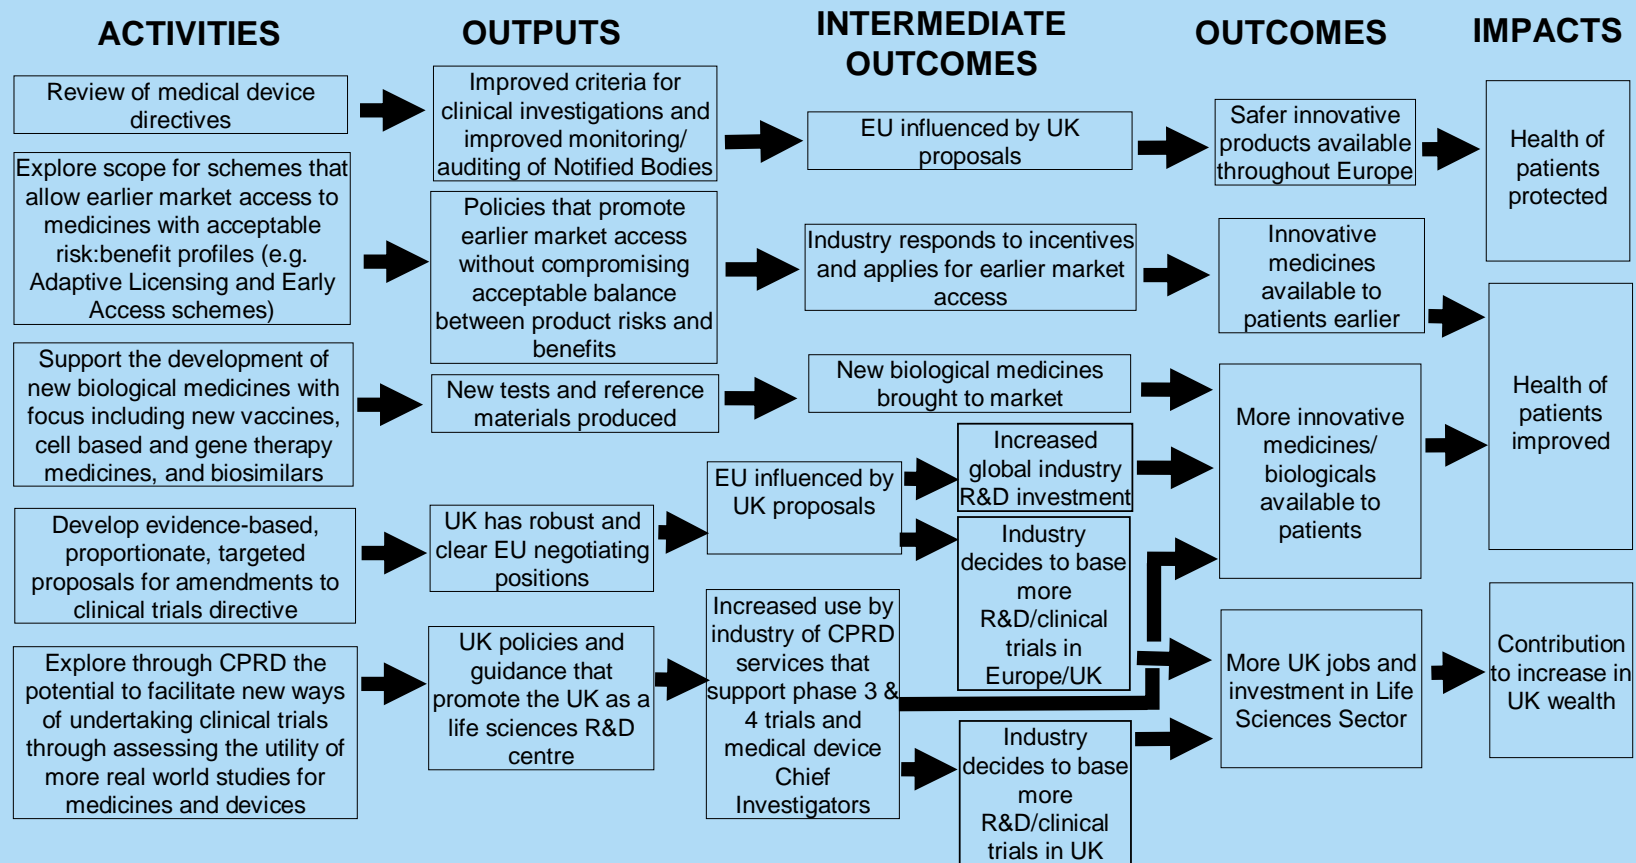 ACTIVITIES
OUTPUTS
INTERMEDIATE
OUTCOMES
OUTCOMES
IMPACTS
Review of medical device
directives
Improved criteria for
clinical investigations and
improved monitoring/
auditing of Notified Bodies
EU influenced by UK
proposals
Safer innovative
products available
throughout Europe
Health of
patients
protected
Explore scope for schemes that
allow earlier market access to
medicines with acceptable
risk:benefit profiles (e.g.
Adaptive Licensing and Early
Access schemes)
Policies that promote
earlier market access
without compromising
acceptable balance
between product risks and
benefits
Industry responds to incentives
and applies for earlier market
access
Innovative
medicines
available to
patients earlier
Health of
patients
improved
Support the development of
new biological medicines with
focus including new vaccines,
cell based and gene therapy
medicines, and biosimilars
New tests and reference
materials produced
New biological medicines
brought to market
More innovative
medicines/
biologicals
available to
patients
Develop evidence-based,
proportionate, targeted
proposals for amendments to
clinical trials directive
UK has robust and
clear EU negotiating
positions
EU influenced by
UK proposals
Increased
global industry
R&D investment
Industry
decides to base
more
R&D/clinical
trials in
Europe/UK
Explore through CPRD the
potential to facilitate new ways
of undertaking clinical trials
through assessing the utility of
more real world studies for
medicines and devices
UK policies and
guidance that
promote the UK as a
life sciences R&D
centre
Increased use by
industry of CPRD
services that
support phase 3 &
4 trials and
medical device
Chief
Investigators
Industry
decides to base
more
R&D/clinical
trials in UK
More UK jobs and
investment in Life
Sciences Sector
Contribution
to increase in
UK wealth